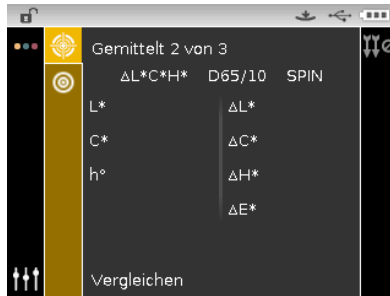 Gemittelt 2 von 3
ΔL*C*H* D65/10 SPIN
L* ΔL*
C* ΔC*
h° ΔH*
ΔE*
Vergleichen